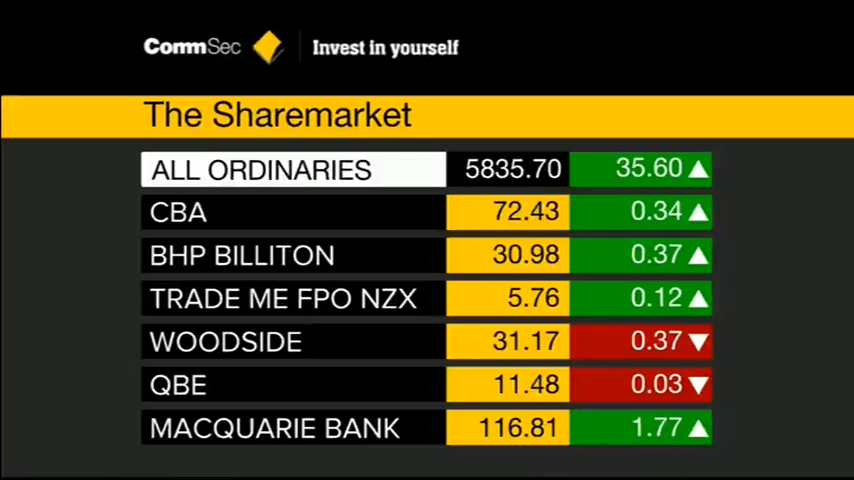 CommSec Invest in yourself
The Sharemarket
ALL ORDINARIES 5835.70 35.60 ▲
CBA 72.43 0.34 ▲
BHP BILLITON 30.98 0.37 ▲
TRADE ME FPO NZX 5.76 0.12 ▲
WOODSIDE 31.17 0.37 ▼
QBE 11.48 0.03 ▼
MACQUARIE BANK 116.81 1.77 ▲